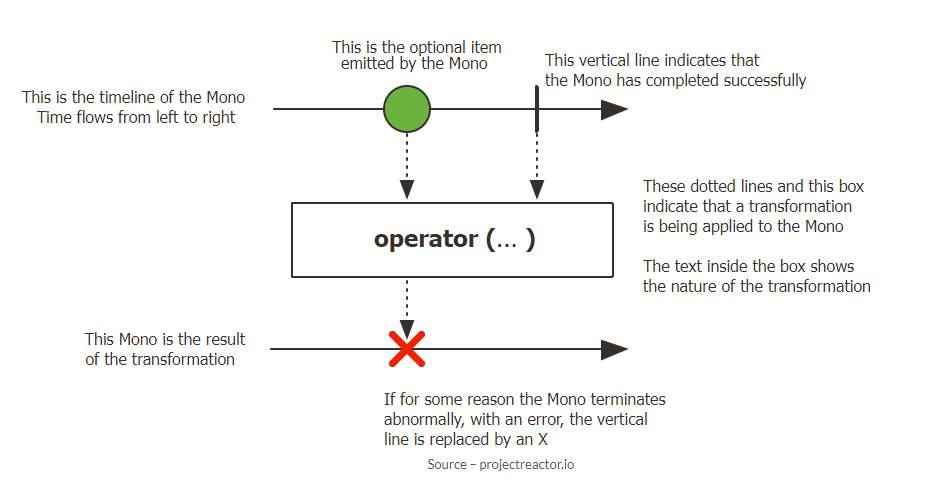 This is the optional item
emitted by the Mono
This vertical line indicates that
the Mono has completed successfully
This is the timeline of the Mono
Time flows from left to right
These dotted lines and this box
indicate that a transformation
is being applied to the Mono
operator (... )
The text inside the box shows
the nature of the transformation
This Mono is the result
of the transformation
If for some reason the Mono terminates
abnormally, with an error, the vertical
line is replaced by an X
Source – projectreactor.io